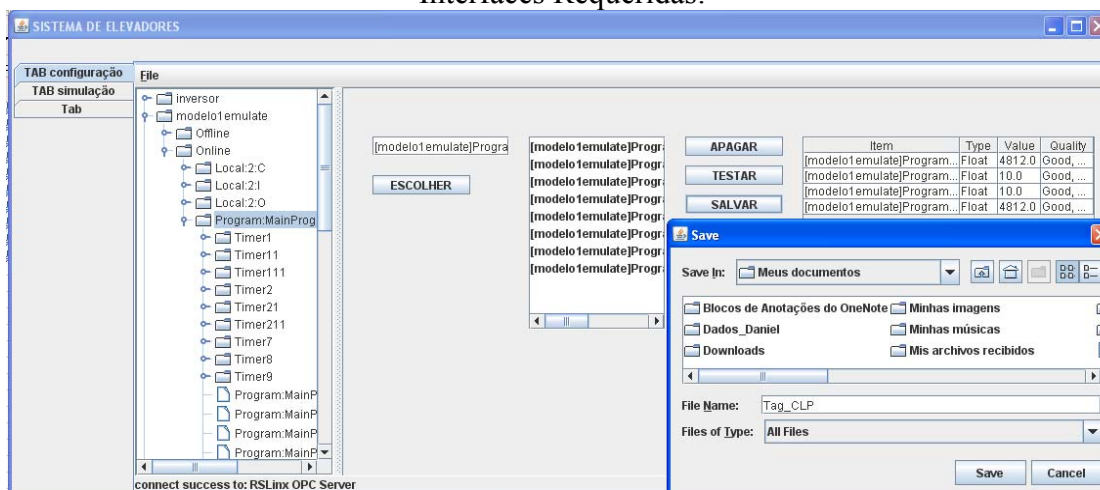 Interfaces Requeridas.
SISTEMA DE ELEVADORES
TAB configuração
TAB simulação
Tab
File
inversor
modelo1emulate
Offline
Online
Local:2:C
Local:2:I
Local:2:O
Program:MainProg
Timer1
Timer11
Timer111
Timer2
Timer21
Timer211
Timer7
Timer8
Timer9
Program:MainP
Program:MainP
Program:MainP
Program:MainP
connect success to: RSLinx OPC Server
[modelo1emulate]Progra
ESCOLHER
[modelo1emulate]Progr
[modelo1emulate]Progr
[modelo1emulate]Progr
[modelo1emulate]Progr
[modelo1emulate]Progr
[modelo1emulate]Progr
[modelo1emulate]Progr
[modelo1emulate]Progr
APAGAR
TESTAR
SALVAR
Item Type Value Quality
[modelo1emulate]Program... Float 4812.0 Good, ...
[modelo1emulate]Program... Float 10.0 Good, ...
[modelo1emulate]Program... Float 10.0 Good, ...
[modelo1emulate]Program... Float 4812.0 Good, ...
Save
Save In: Meus documentos
Blocos de Anotações do OneNote Minhas imagens
Dados_Daniel Minhas músicas
Downloads Mis archivos recibidos
File Name: Tag_CLP
Files of Type: All Files
Save Cancel